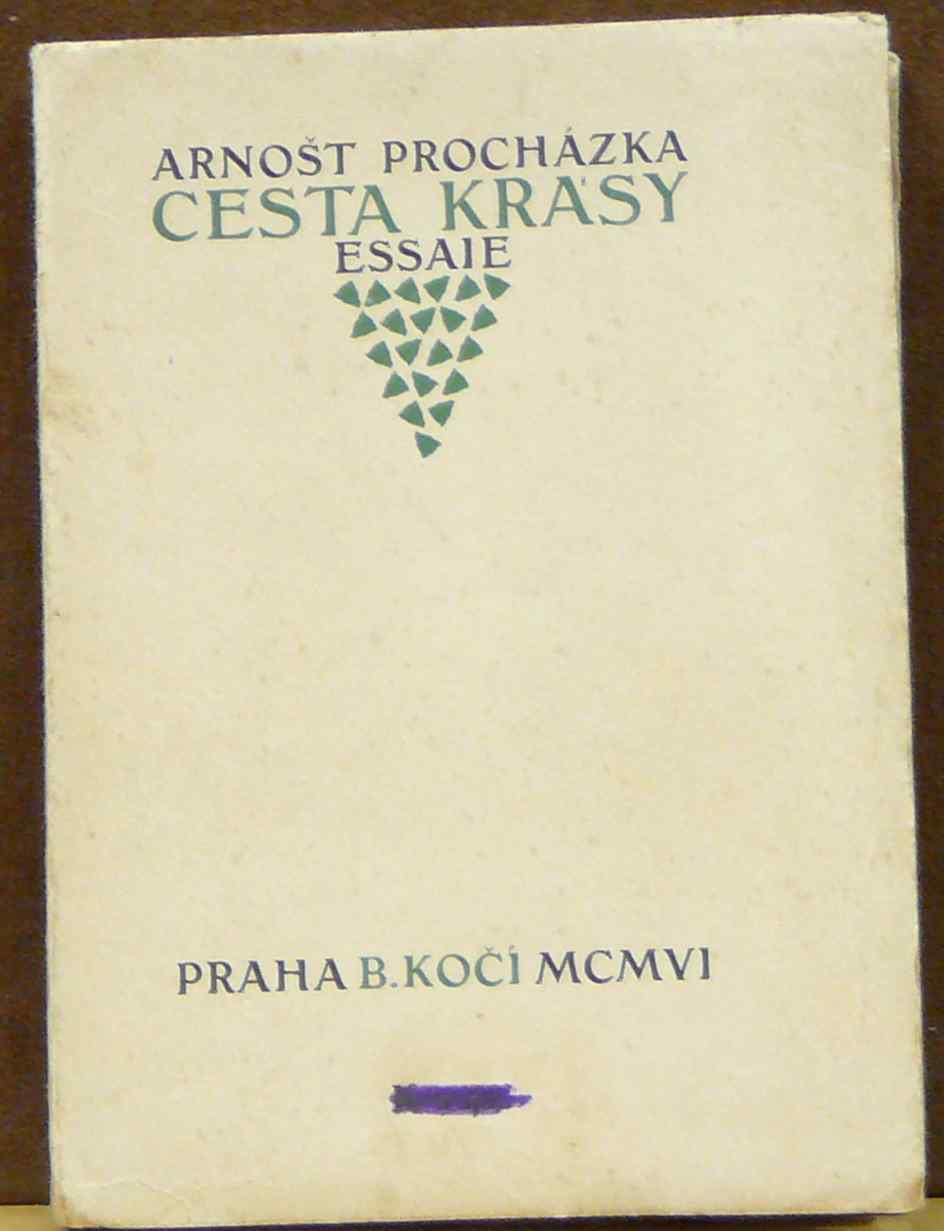 ARNOŠT PROCHÁZKA
CESTA KRÁSY
ESSAIE
PRAHA B. KOČÍ MCMVI